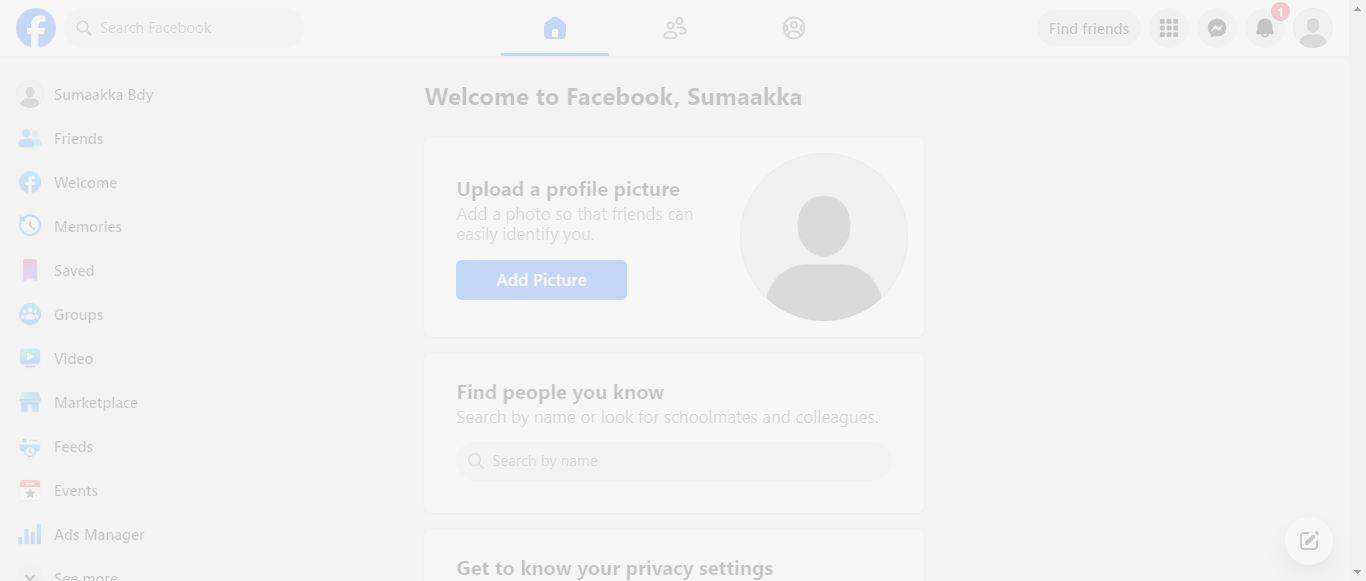 Search Facebook
Find friends
1
Sumaakka Bdy
Friends
Welcome
Memories
Saved
Groups
Video
Marketplace
Feeds
Events
Ads Manager
See more
Welcome to Facebook, Sumaakka
Upload a profile picture
Add a photo so that friends can
easily identify you.
Add Picture
Find people you know
Search by name or look for schoolmates and colleagues.
Search by name
Get to know your privacy settings